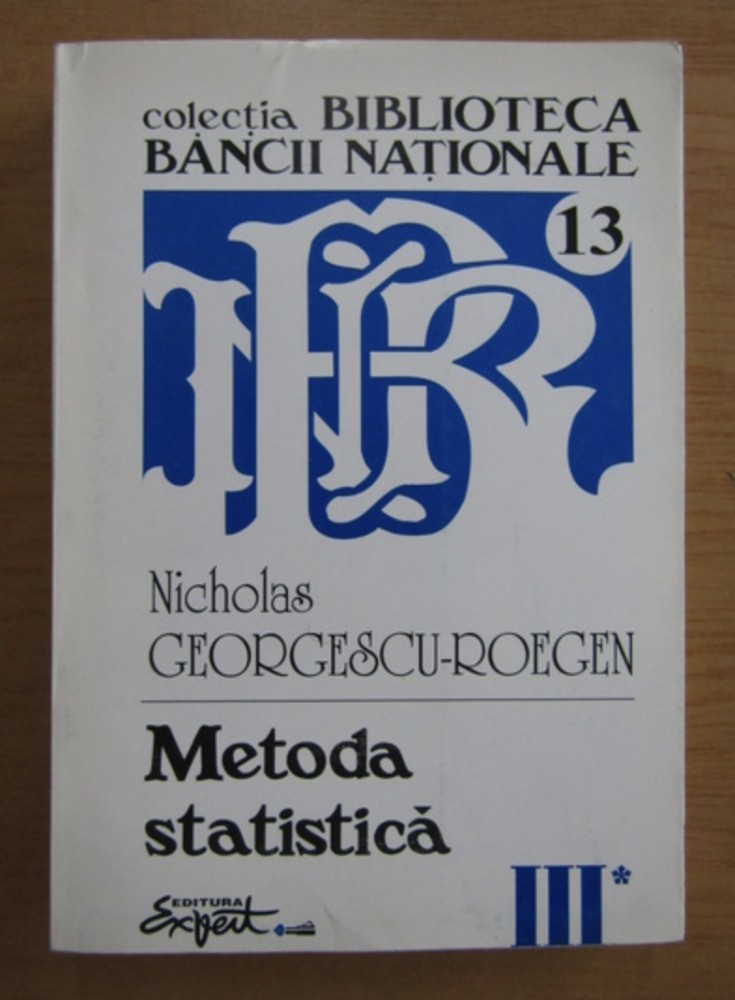 colecția BIBLIOTECA
BĂNCII NAȚIONALE
13
Nicholas
GEORGESCU-ROEGEN
Metoda
statistică
III*
EDITURA
Expert